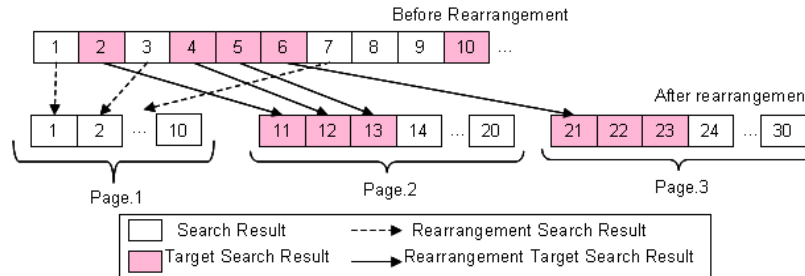 Before Rearrangement
1 2 3 4 5 6 7 8 9 10 ...
After rearrangement
1 2 ... 10 11 12 13 14 ... 20 21 22 23 24 ... 30
Page.1 Page.2 Page.3
Search Result Rearrangement Search Result
Target Search Result Rearrangement Target Search Result